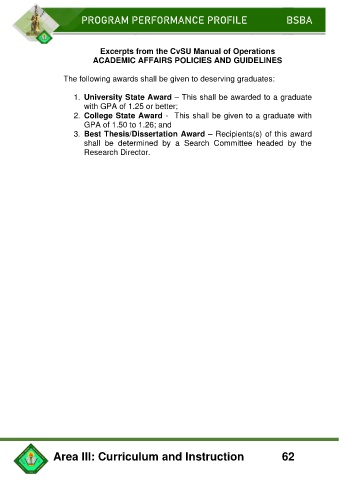 PROGRAM PERFORMANCE PROFILE BSBA
Excerpts from the CvSU Manual of Operations
ACADEMIC AFFAIRS POLICIES AND GUIDELINES
The following awards shall be given to deserving graduates:
1. University State Award – This shall be awarded to a graduate
with GPA of 1.25 or better;
2. College State Award - This shall be given to a graduate with
GPA of 1.50 to 1.26; and
3. Best Thesis/Dissertation Award – Recipients(s) of this award
shall be determined by a Search Committee headed by the
Research Director.
Area III: Curriculum and Instruction 62